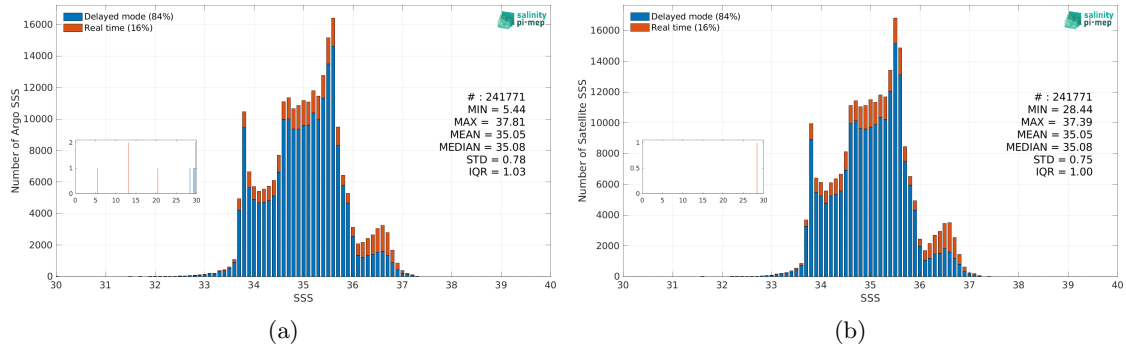 Delayed mode (84%)
Real time (16%)
salinity
pi-mep
Number of Argo SSS
16000
14000
12000
10000
8000
6000
4000
2000
0
# : 241771
MIN = 5.44
MAX = 37.81
MEAN = 35.05
MEDIAN = 35.08
STD = 0.78
IQR = 1.03
2
1
0
0 5 10 15 20 25 30
30 31 32 33 34 35 36 37 38 39 40
SSS
(a)
Delayed mode (84%)
Real time (16%)
salinity
pi-mep
Number of Satellite SSS
16000
14000
12000
10000
8000
6000
4000
2000
0
# : 241771
MIN = 28.44
MAX = 37.39
MEAN = 35.05
MEDIAN = 35.08
STD = 0.75
IQR = 1.00
1
0.5
0
0 5 10 15 20 25 30
30 31 32 33 34 35 36 37 38 39 40
SSS
(b)